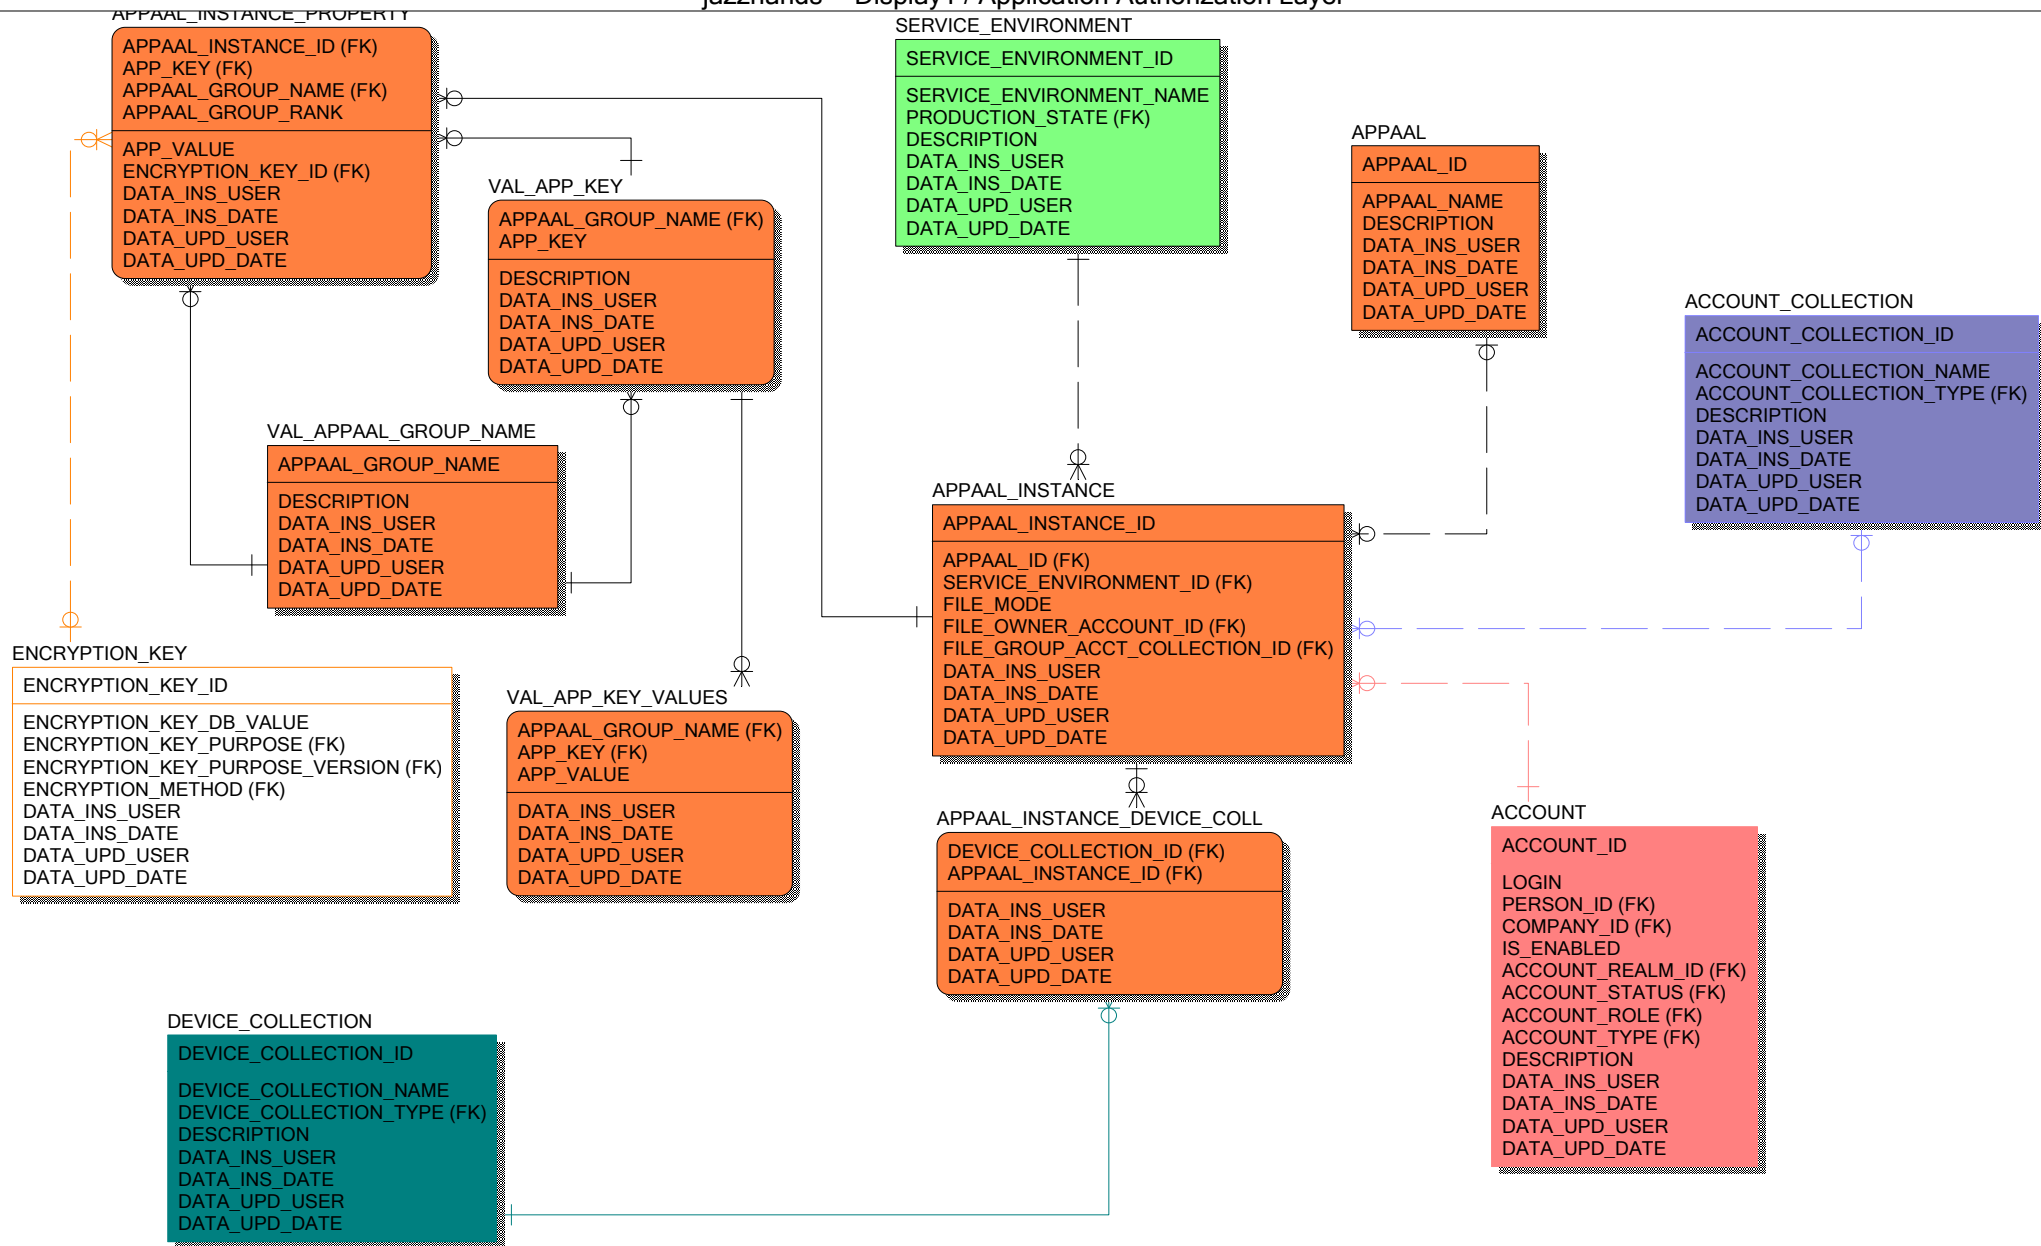 jazzhands -- Display1 / Application Authorization Layer
APPAAL_INSTANCE_PROPERTY
APPAAL_INSTANCE_ID (FK)
APP_KEY (FK)
APPAAL_GROUP_NAME (FK)
APPAAL_GROUP_RANK
APP_VALUE
ENCRYPTION_KEY_ID (FK)
DATA_INS_USER
DATA_INS_DATE
DATA_UPD_USER
DATA_UPD_DATE
VAL_APP_KEY
APPAAL_GROUP_NAME (FK)
APP_KEY
DESCRIPTION
DATA_INS_USER
DATA_INS_DATE
DATA_UPD_USER
DATA_UPD_DATE
SERVICE_ENVIRONMENT
SERVICE_ENVIRONMENT_ID
SERVICE_ENVIRONMENT_NAME
PRODUCTION_STATE (FK)
DESCRIPTION
DATA_INS_USER
DATA_INS_DATE
DATA_UPD_USER
DATA_UPD_DATE
APPAAL
APPAAL_ID
APPAAL_NAME
DESCRIPTION
DATA_INS_USER
DATA_INS_DATE
DATA_UPD_USER
DATA_UPD_DATE
ACCOUNT_COLLECTION
ACCOUNT_COLLECTION_ID
ACCOUNT_COLLECTION_NAME
ACCOUNT_COLLECTION_TYPE (FK)
DESCRIPTION
DATA_INS_USER
DATA_INS_DATE
DATA_UPD_USER
DATA_UPD_DATE
VAL_APPAAL_GROUP_NAME
APPAAL_GROUP_NAME
DESCRIPTION
DATA_INS_USER
DATA_INS_DATE
DATA_UPD_USER
DATA_UPD_DATE
APPAAL_INSTANCE
APPAAL_INSTANCE_ID
APPAAL_ID (FK)
SERVICE_ENVIRONMENT_ID (FK)
FILE_MODE
FILE_OWNER_ACCOUNT_ID (FK)
FILE_GROUP_ACCT_COLLECTION_ID (FK)
DATA_INS_USER
DATA_INS_DATE
DATA_UPD_USER
DATA_UPD_DATE
ENCRYPTION_KEY
ENCRYPTION_KEY_ID
ENCRYPTION_KEY_DB_VALUE
ENCRYPTION_KEY_PURPOSE (FK)
ENCRYPTION_KEY_PURPOSE_VERSION (FK)
ENCRYPTION_METHOD (FK)
DATA_INS_USER
DATA_INS_DATE
DATA_UPD_USER
DATA_UPD_DATE
VAL_APP_KEY_VALUES
APPAAL_GROUP_NAME (FK)
APP_KEY (FK)
APP_VALUE
DATA_INS_USER
DATA_INS_DATE
DATA_UPD_USER
DATA_UPD_DATE
APPAAL_INSTANCE_DEVICE_COLL
DEVICE_COLLECTION_ID (FK)
APPAAL_INSTANCE_ID (FK)
DATA_INS_USER
DATA_INS_DATE
DATA_UPD_USER
DATA_UPD_DATE
ACCOUNT
ACCOUNT_ID
LOGIN
PERSON_ID (FK)
COMPANY_ID (FK)
IS_ENABLED
ACCOUNT_REALM_ID (FK)
ACCOUNT_STATUS (FK)
ACCOUNT_ROLE (FK)
ACCOUNT_TYPE (FK)
DESCRIPTION
DATA_INS_USER
DATA_INS_DATE
DATA_UPD_USER
DATA_UPD_DATE
DEVICE_COLLECTION
DEVICE_COLLECTION_ID
DEVICE_COLLECTION_NAME
DEVICE_COLLECTION_TYPE (FK)
DESCRIPTION
DATA_INS_USER
DATA_INS_DATE
DATA_UPD_USER
DATA_UPD_DATE